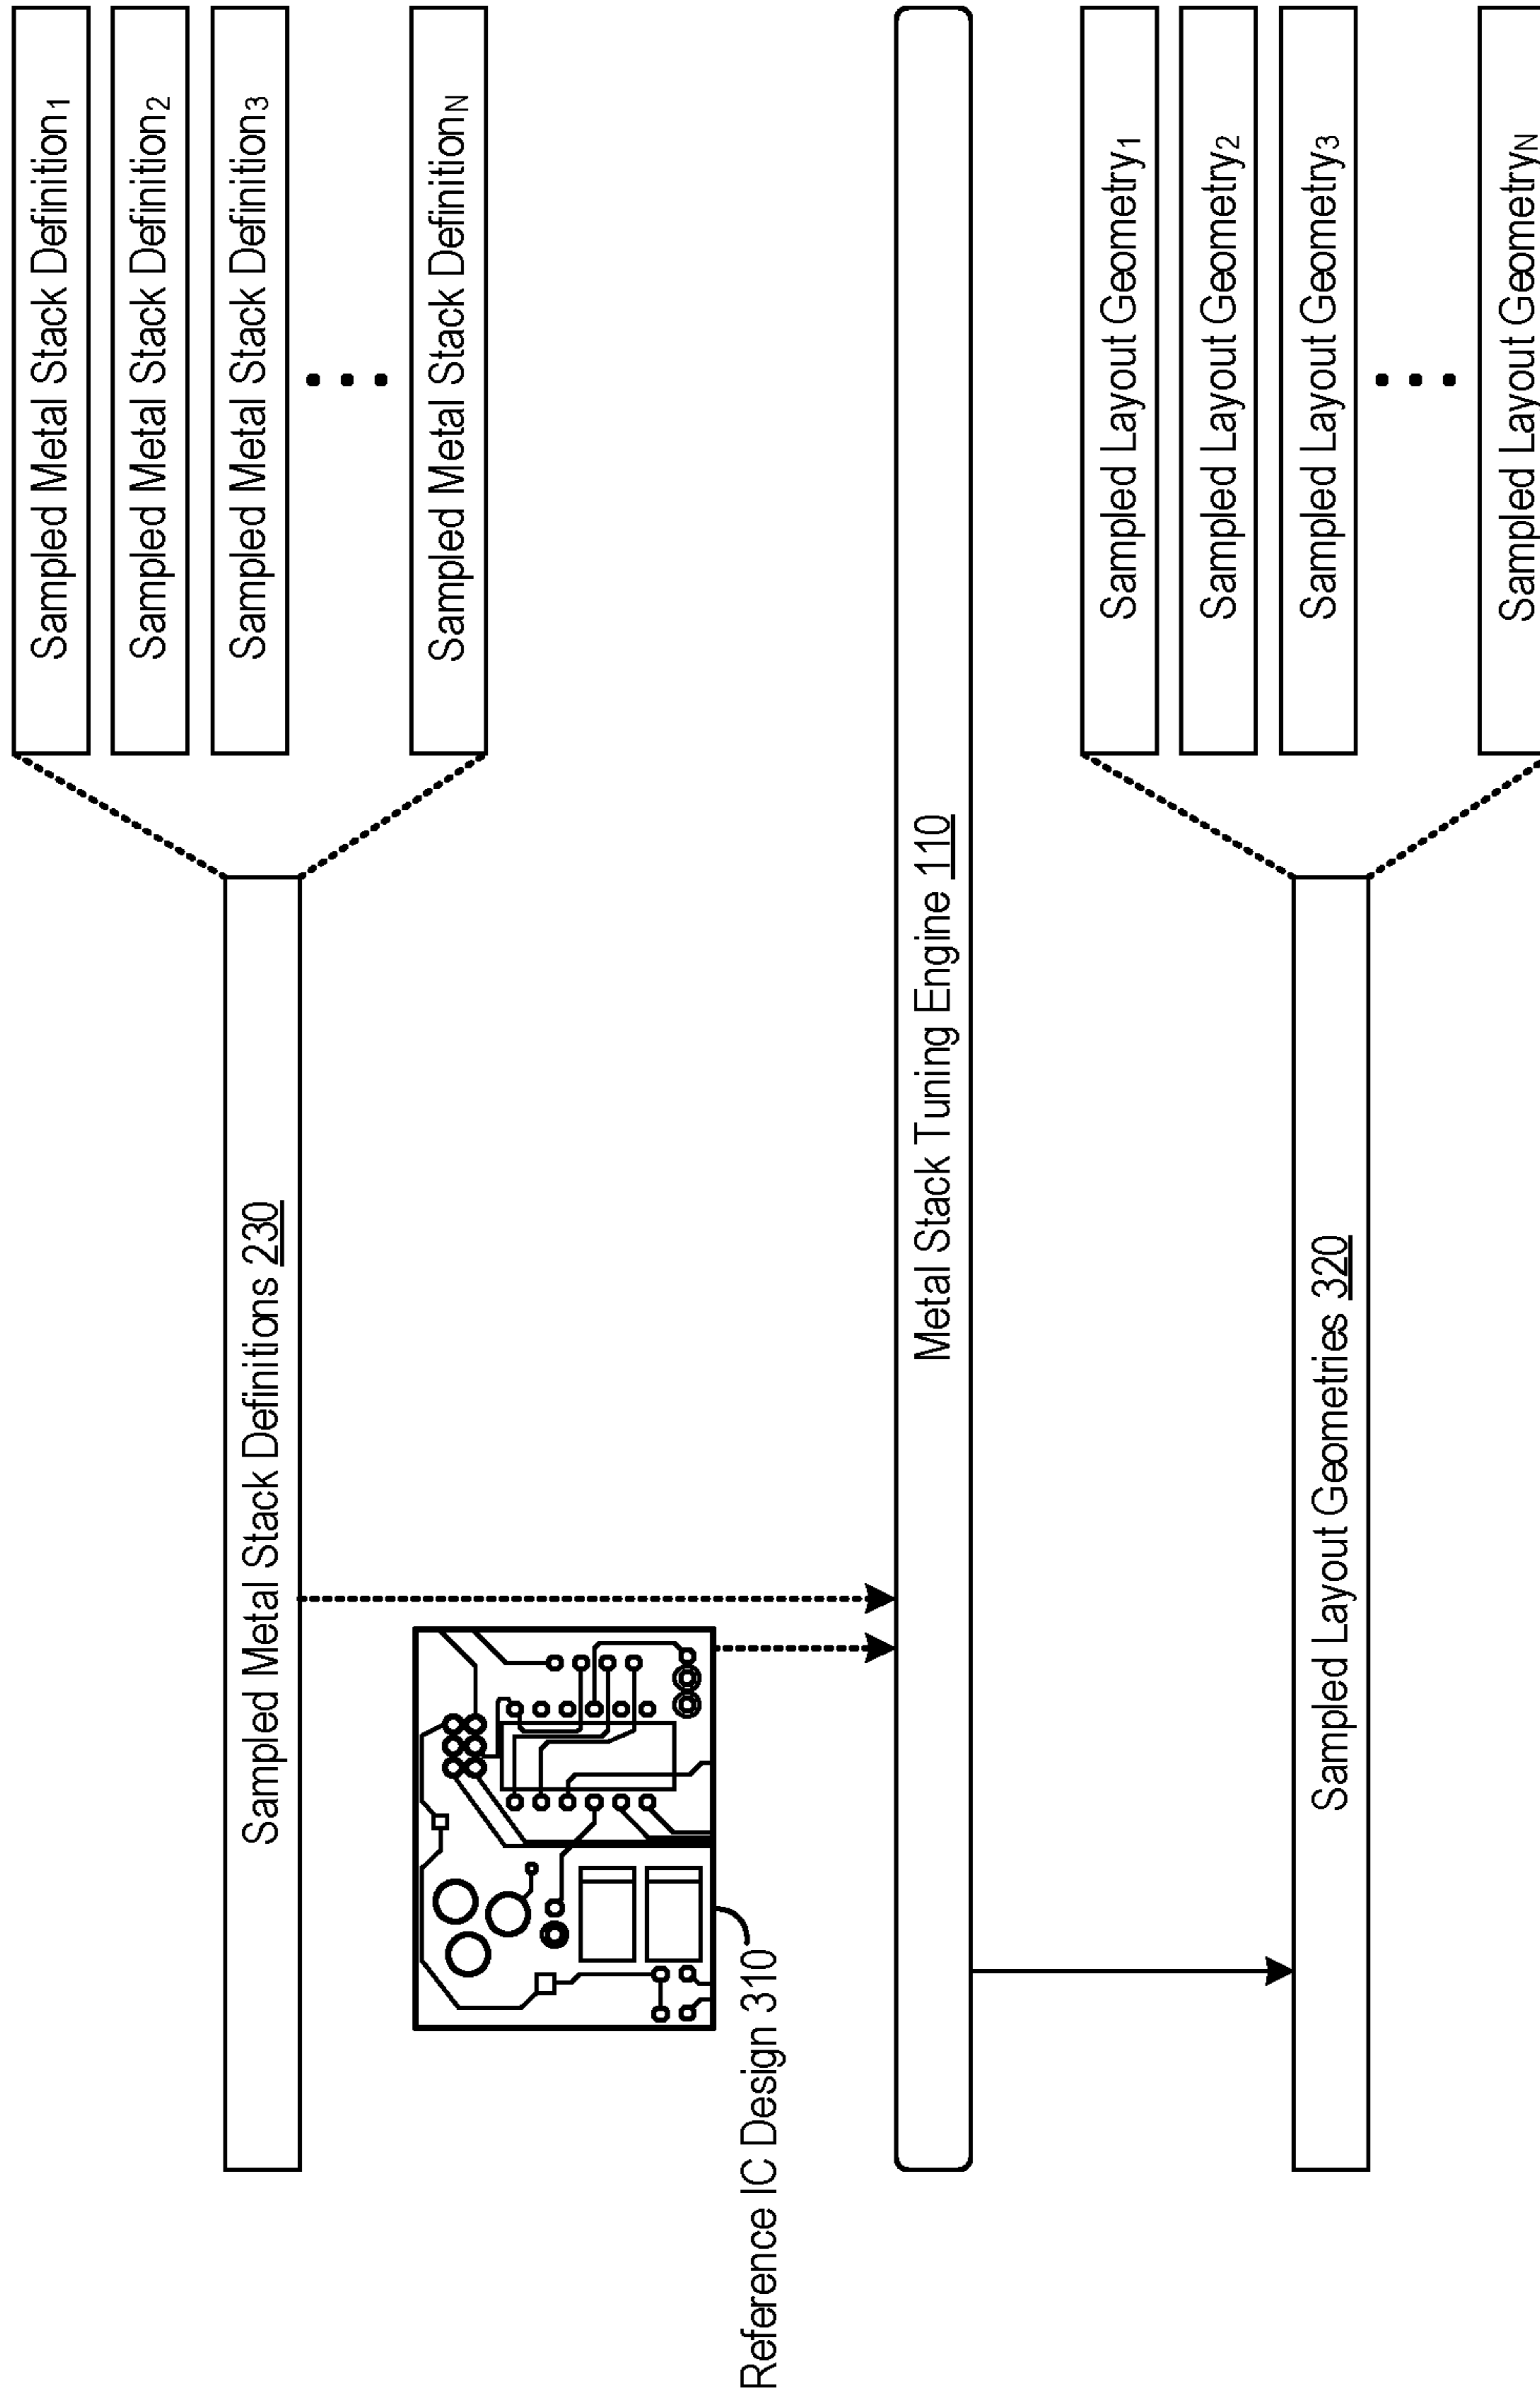 Sampled Metal Stack Definitions 230
Sampled Metal Stack Definition1
Sampled Metal Stack Definition2
Sampled Metal Stack Definition3
Sampled Metal Stack DefinitionN
Reference IC Design 310
Metal Stack Tuning Engine 110
Sampled Layout Geometries 320
Sampled Layout Geometry1
Sampled Layout Geometry2
Sampled Layout Geometry3
Sampled Layout GeometryN